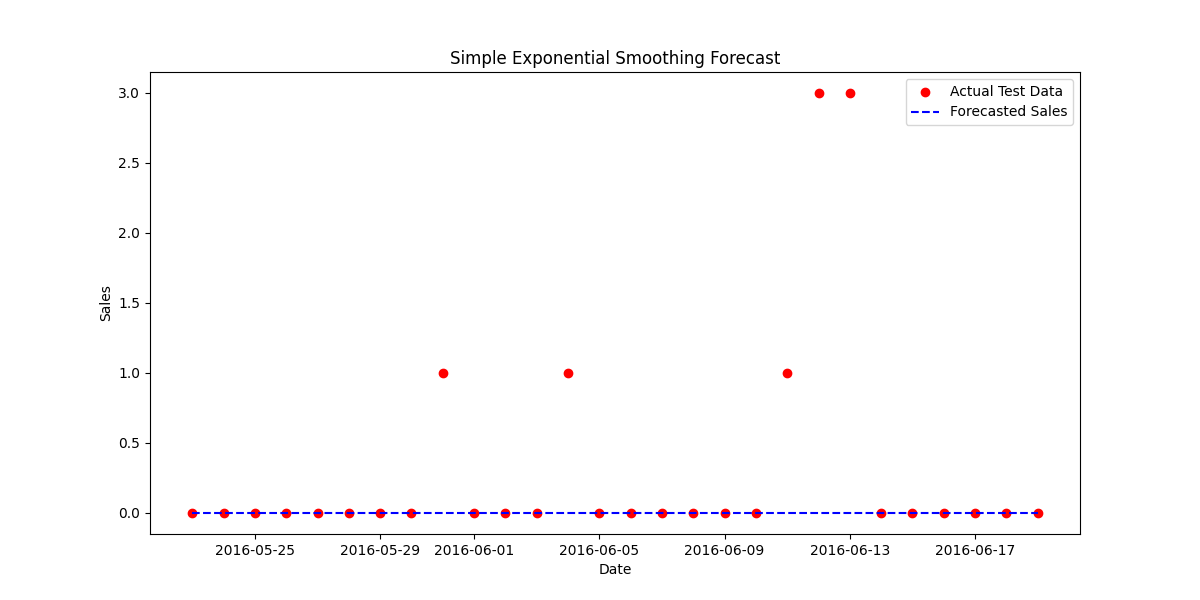 Simple Exponential Smoothing Forecast
Actual Test Data
Forecasted Sales
3.0
2.5
2.0
1.5
1.0
0.5
0.0
Sales
2016-05-25 2016-05-29 2016-06-01 2016-06-05 2016-06-09 2016-06-13 2016-06-17
Date